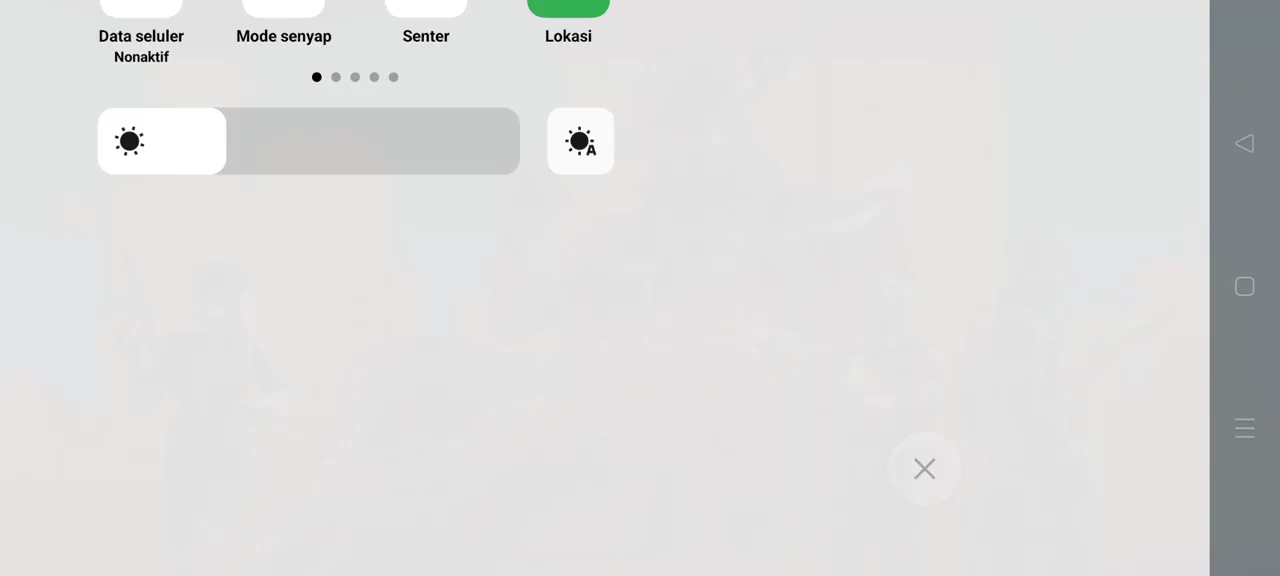 Data seluler
Nonaktif
Mode senyap
Senter
Lokasi
A